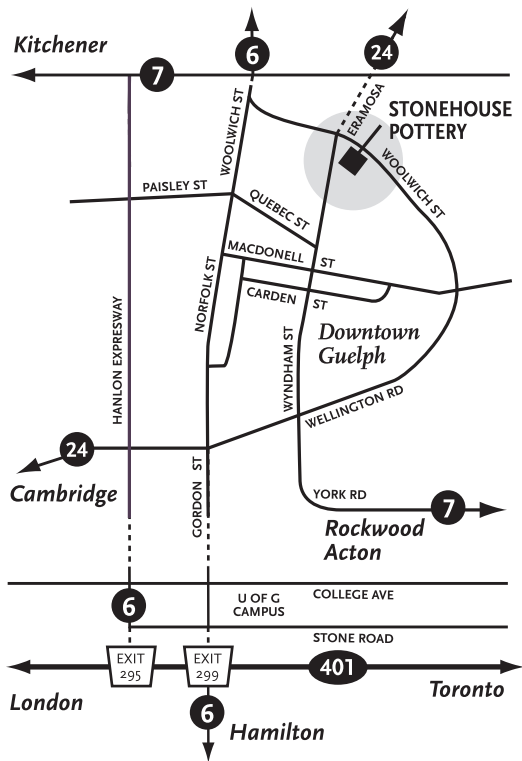 Kitchener
6
24
7
ERAMOSA
STONEHOUSE
POTTERY
WOOLWICH ST
WOOLWICH ST
PAISLEY ST
QUEBEC ST
MACDONELL ST
NORFOLK ST
CARDEN ST
HANLON EXPRESWAY
Downtown
Guelph
WYNDHAM ST
WELLINGTON RD
24
Cambridge
GORDON ST
YORK RD
7
Rockwood
Acton
6
U OF G
CAMPUS
COLLEGE AVE
STONE ROAD
EXIT
295
EXIT
299
401
London
Toronto
6
Hamilton